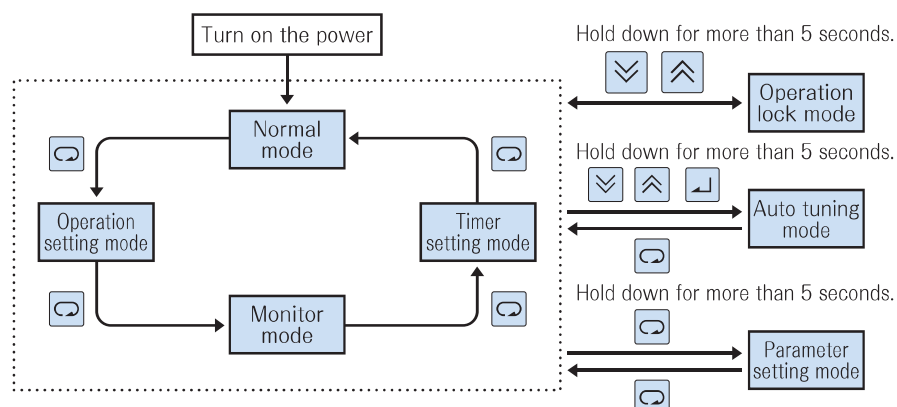 Turn on the power
Normal
mode
Operation
setting mode
Timer
setting mode
Monitor
mode
Hold down for more than 5 seconds.
Operation
lock mode
Hold down for more than 5 seconds.
Auto tuning
mode
Hold down for more than 5 seconds.
Parameter
setting mode